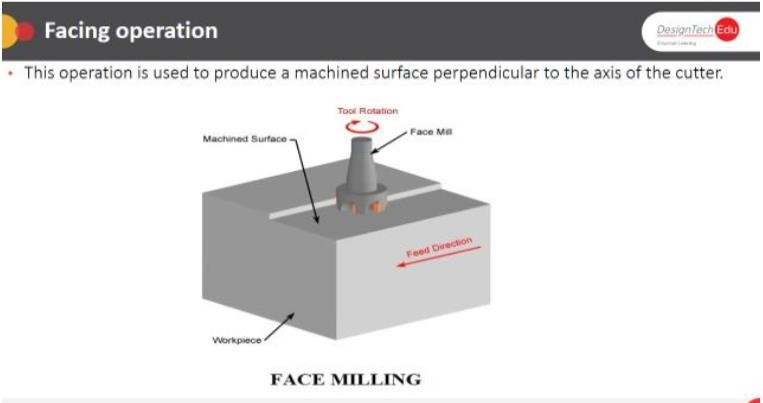 Facing operation
DesignTech Edu
• This operation is used to produce a machined surface perpendicular to the axis of the cutter.
Tool Rotation
Machined Surface
Face Mill
Feed Direction
Workpiece
FACE MILLING